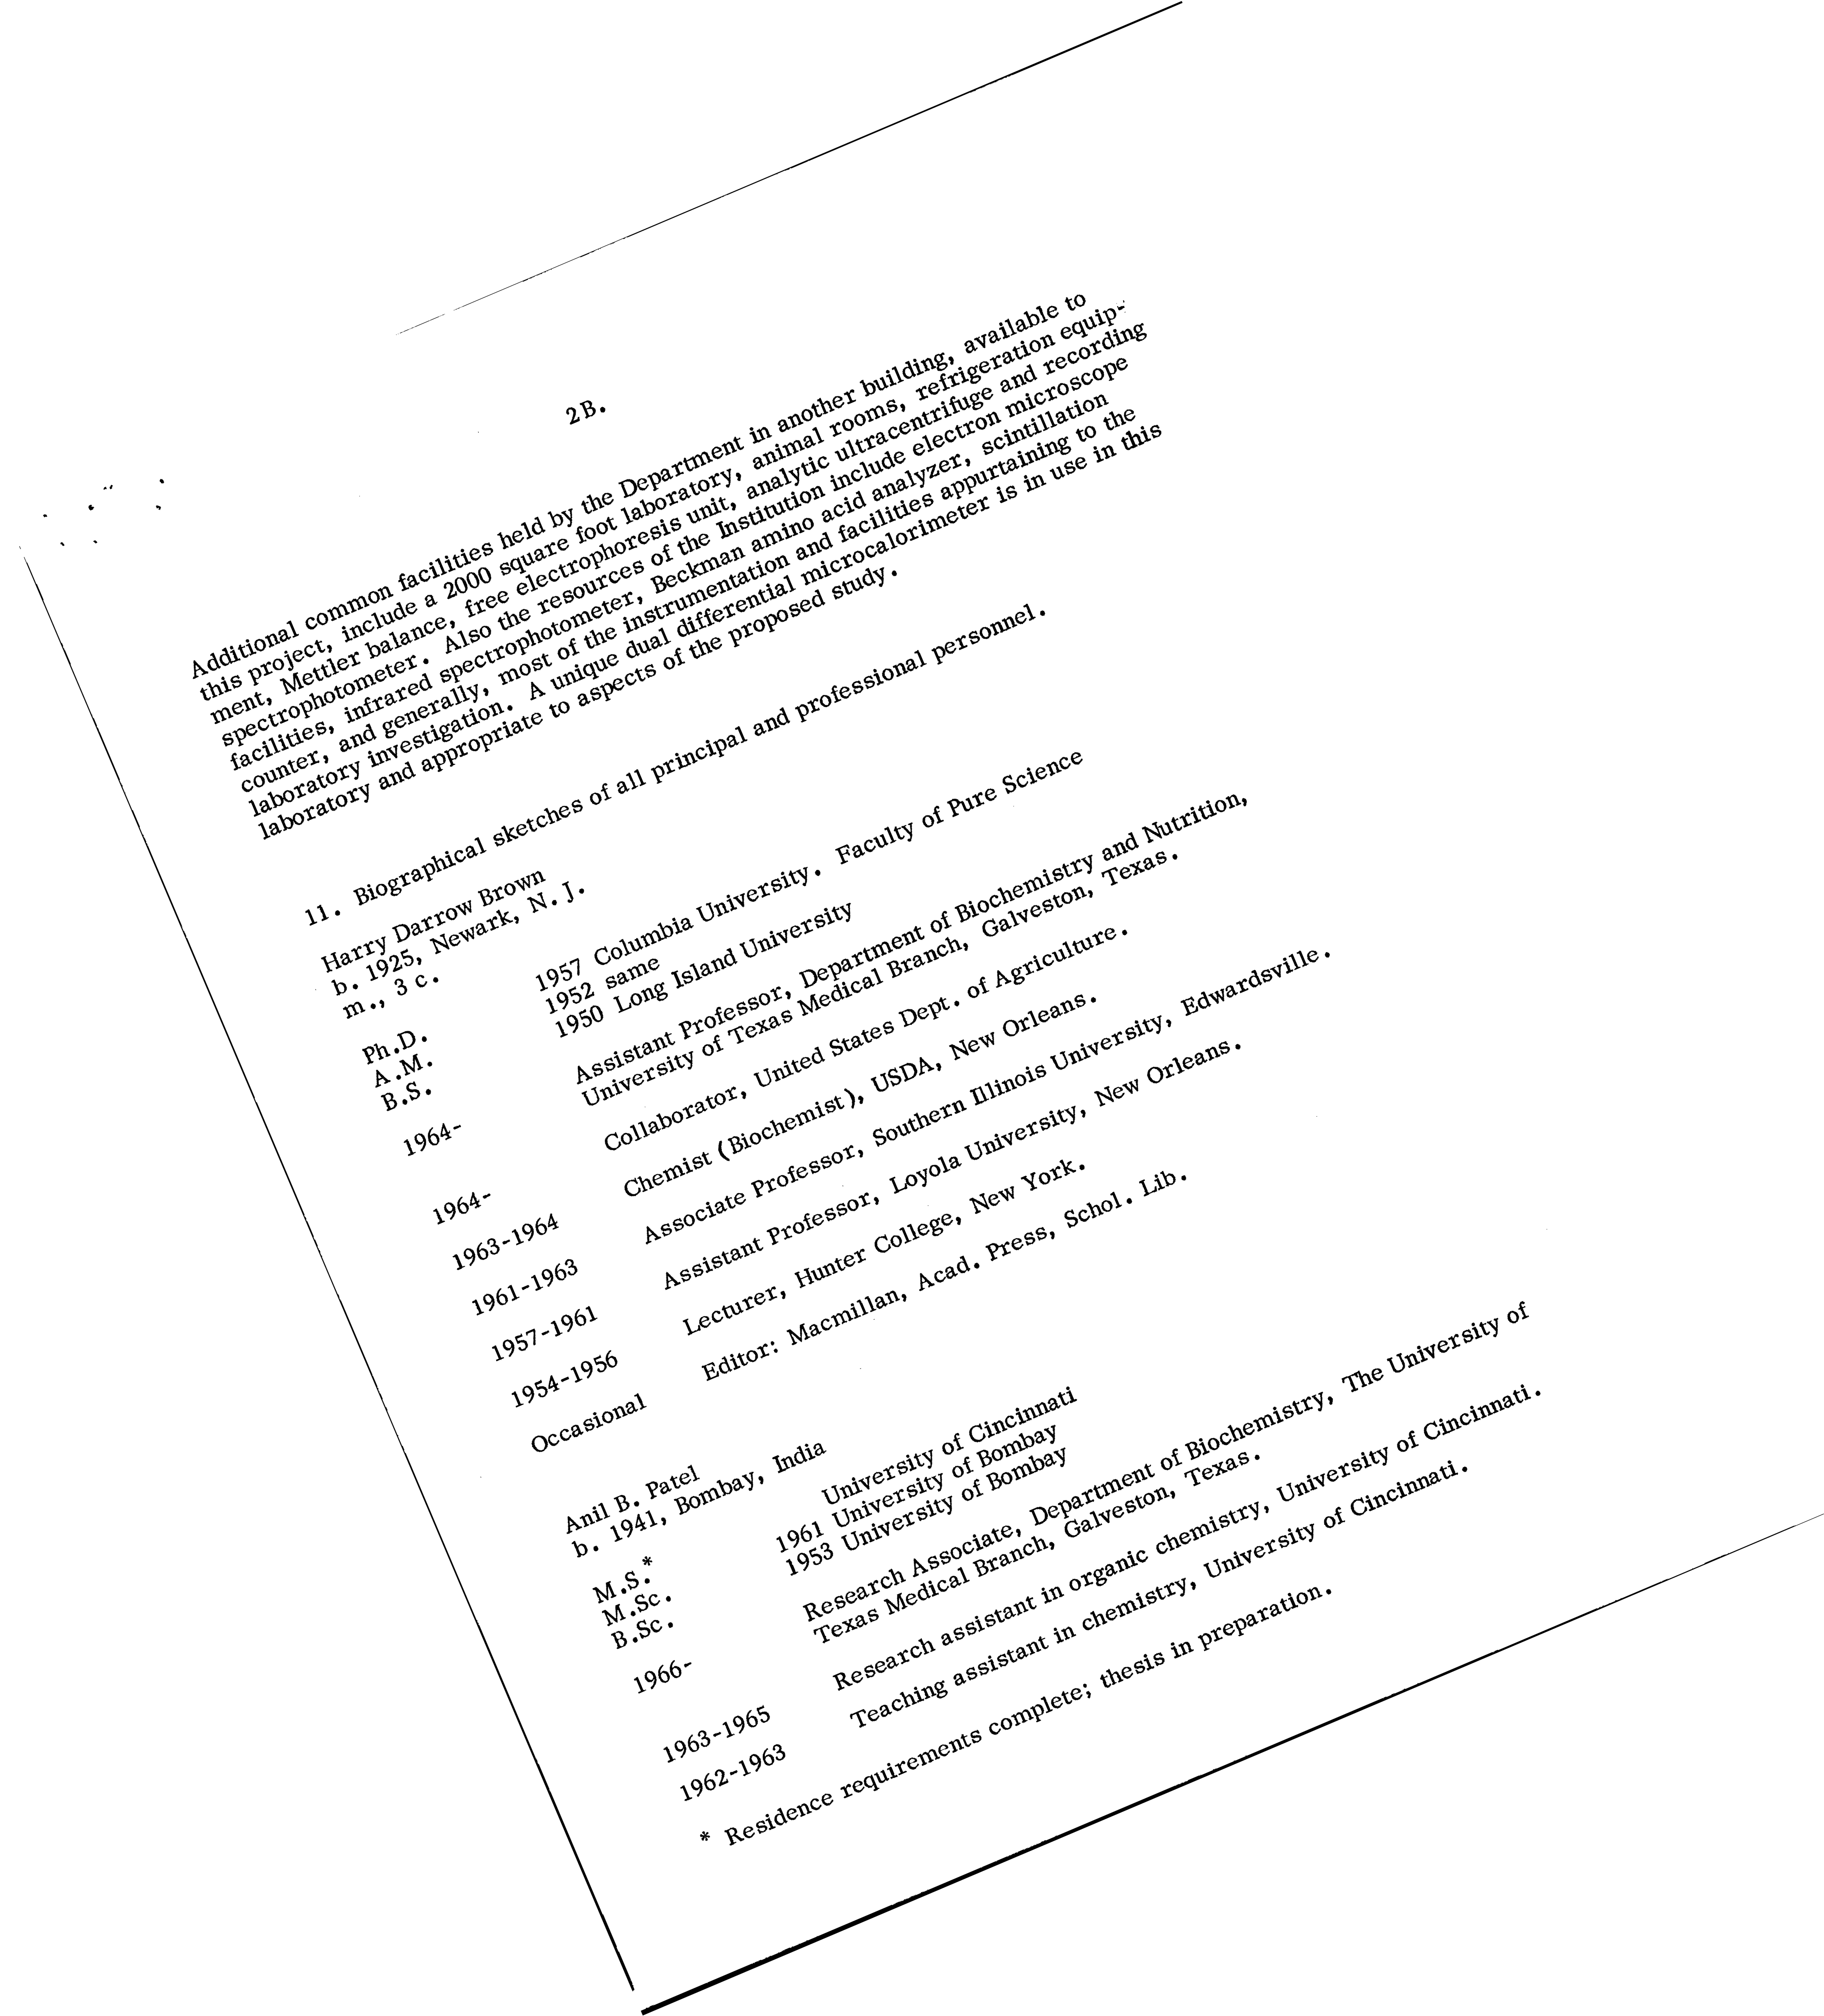 2B.
Additional common facilities held by the Department in another building, available to
this project, include a 2000 square foot laboratory, animal rooms, refrigeration equip-
ment, Mettler balance, free electrophoresis unit, analytic ultracentrifuge and recording
spectrophotometer. Also the resources of the Institution include electron microscope
facilities, infrared spectrophotometer, Beckman amino acid analyzer, scintillation
counter, and generally, most of the instrumentation and facilities appurtaining to the
laboratory investigation. A unique dual differential microcalorimeter is in use in this
laboratory and appropriate to aspects of the proposed study.
11. Biographical sketches of all principal and professional personnel.
Harry Darrow Brown
b. 1925, Newark, N. J.
m., 3 c.
Ph.D. 1957 Columbia University. Faculty of Pure Science
A.M. 1952 same
B.S. 1950 Long Island University
1964- Assistant Professor, Department of Biochemistry and Nutrition,
University of Texas Medical Branch, Galveston, Texas.
1964- Collaborator, United States Dept. of Agriculture.
1963-1964 Chemist (Biochemist), USDA, New Orleans.
1961-1963 Associate Professor, Southern Illinois University, Edwardsville.
1957-1961 Assistant Professor, Loyola University, New Orleans.
1954-1956 Lecturer, Hunter College, New York.
Occasional Editor: Macmillan, Acad. Press, Schol. Lib.
Anil B. Patel
b. 1941, Bombay, India
M.S.* University of Cincinnati
M.Sc. 1961 University of Bombay
B.Sc. 1953 University of Bombay
1966- Research Associate, Department of Biochemistry, The University of
Texas Medical Branch, Galveston, Texas.
1963-1965 Research assistant in organic chemistry, University of Cincinnati.
1962-1963 Teaching assistant in chemistry, University of Cincinnati.
* Residence requirements complete; thesis in preparation.